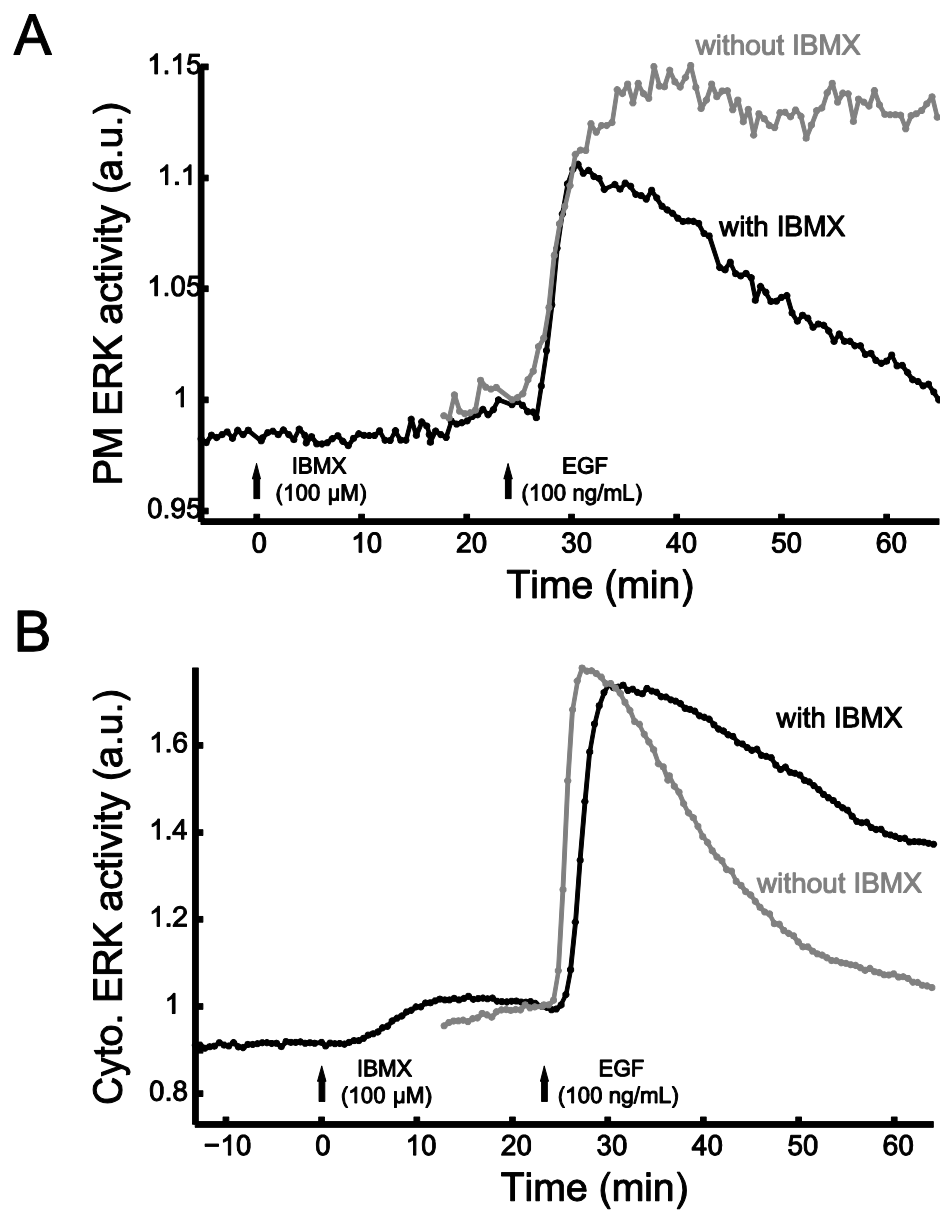 A
without IBMX
1.15
1.1
with IBMX
1.05
1
0.95
PM ERK activity (a.u.)
IBMX
(100 µM)
EGF
(100 ng/mL)
0 10 20 30 40 50 60
Time (min)
B
with IBMX
1.6
1.4
without IBMX
1.2
1
0.8
Cyto. ERK activity (a.u.)
IBMX
(100 µM)
EGF
(100 ng/mL)
−10 0 10 20 30 40 50 60
Time (min)